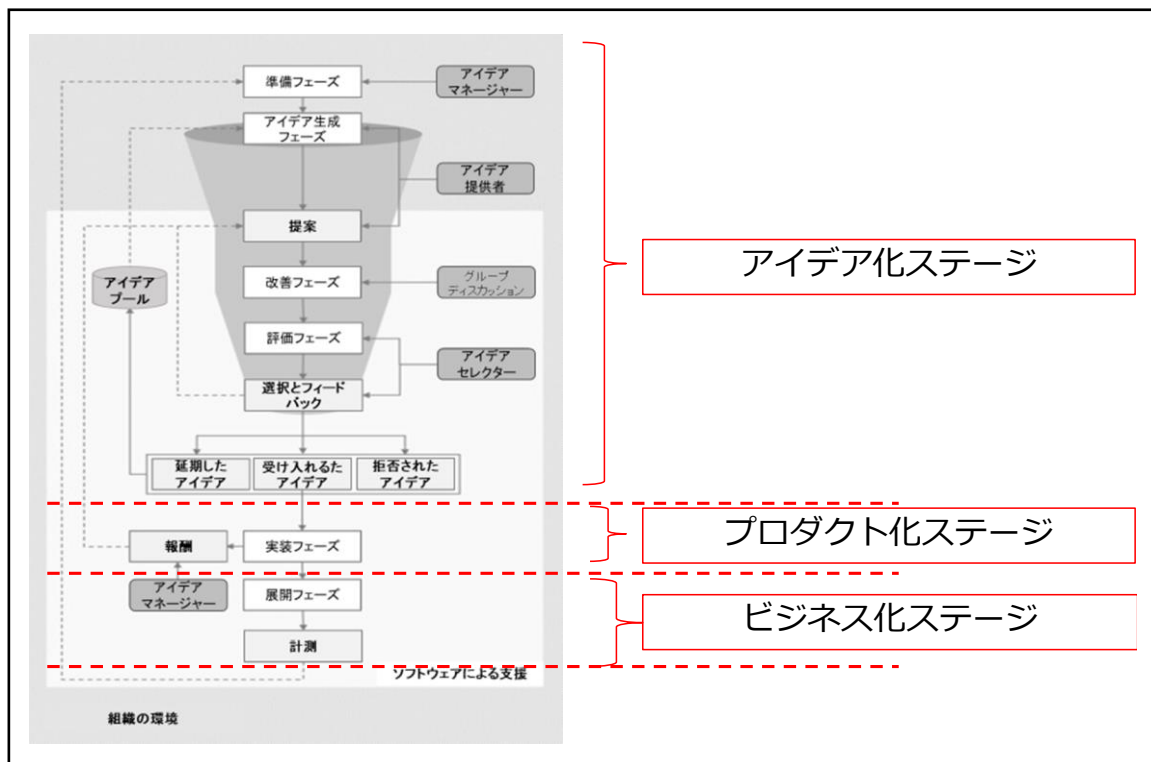 準備フェーズ
アイデア
マネージャー
アイデア生成
フェーズ
アイデア
提供者
提案
アイデア化ステージ
アイデア
プール
改善フェーズ
グループ
ディスカッション
評価フェーズ
アイデア
セレクター
選択とフィード
バック
延期した
アイデア
受け入れるた
アイデア
拒否された
アイデア
プロダクト化ステージ
報酬
実装フェーズ
アイデア
マネージャー
展開フェーズ
ビジネス化ステージ
計測
ソフトウェアによる支援
組織の環境